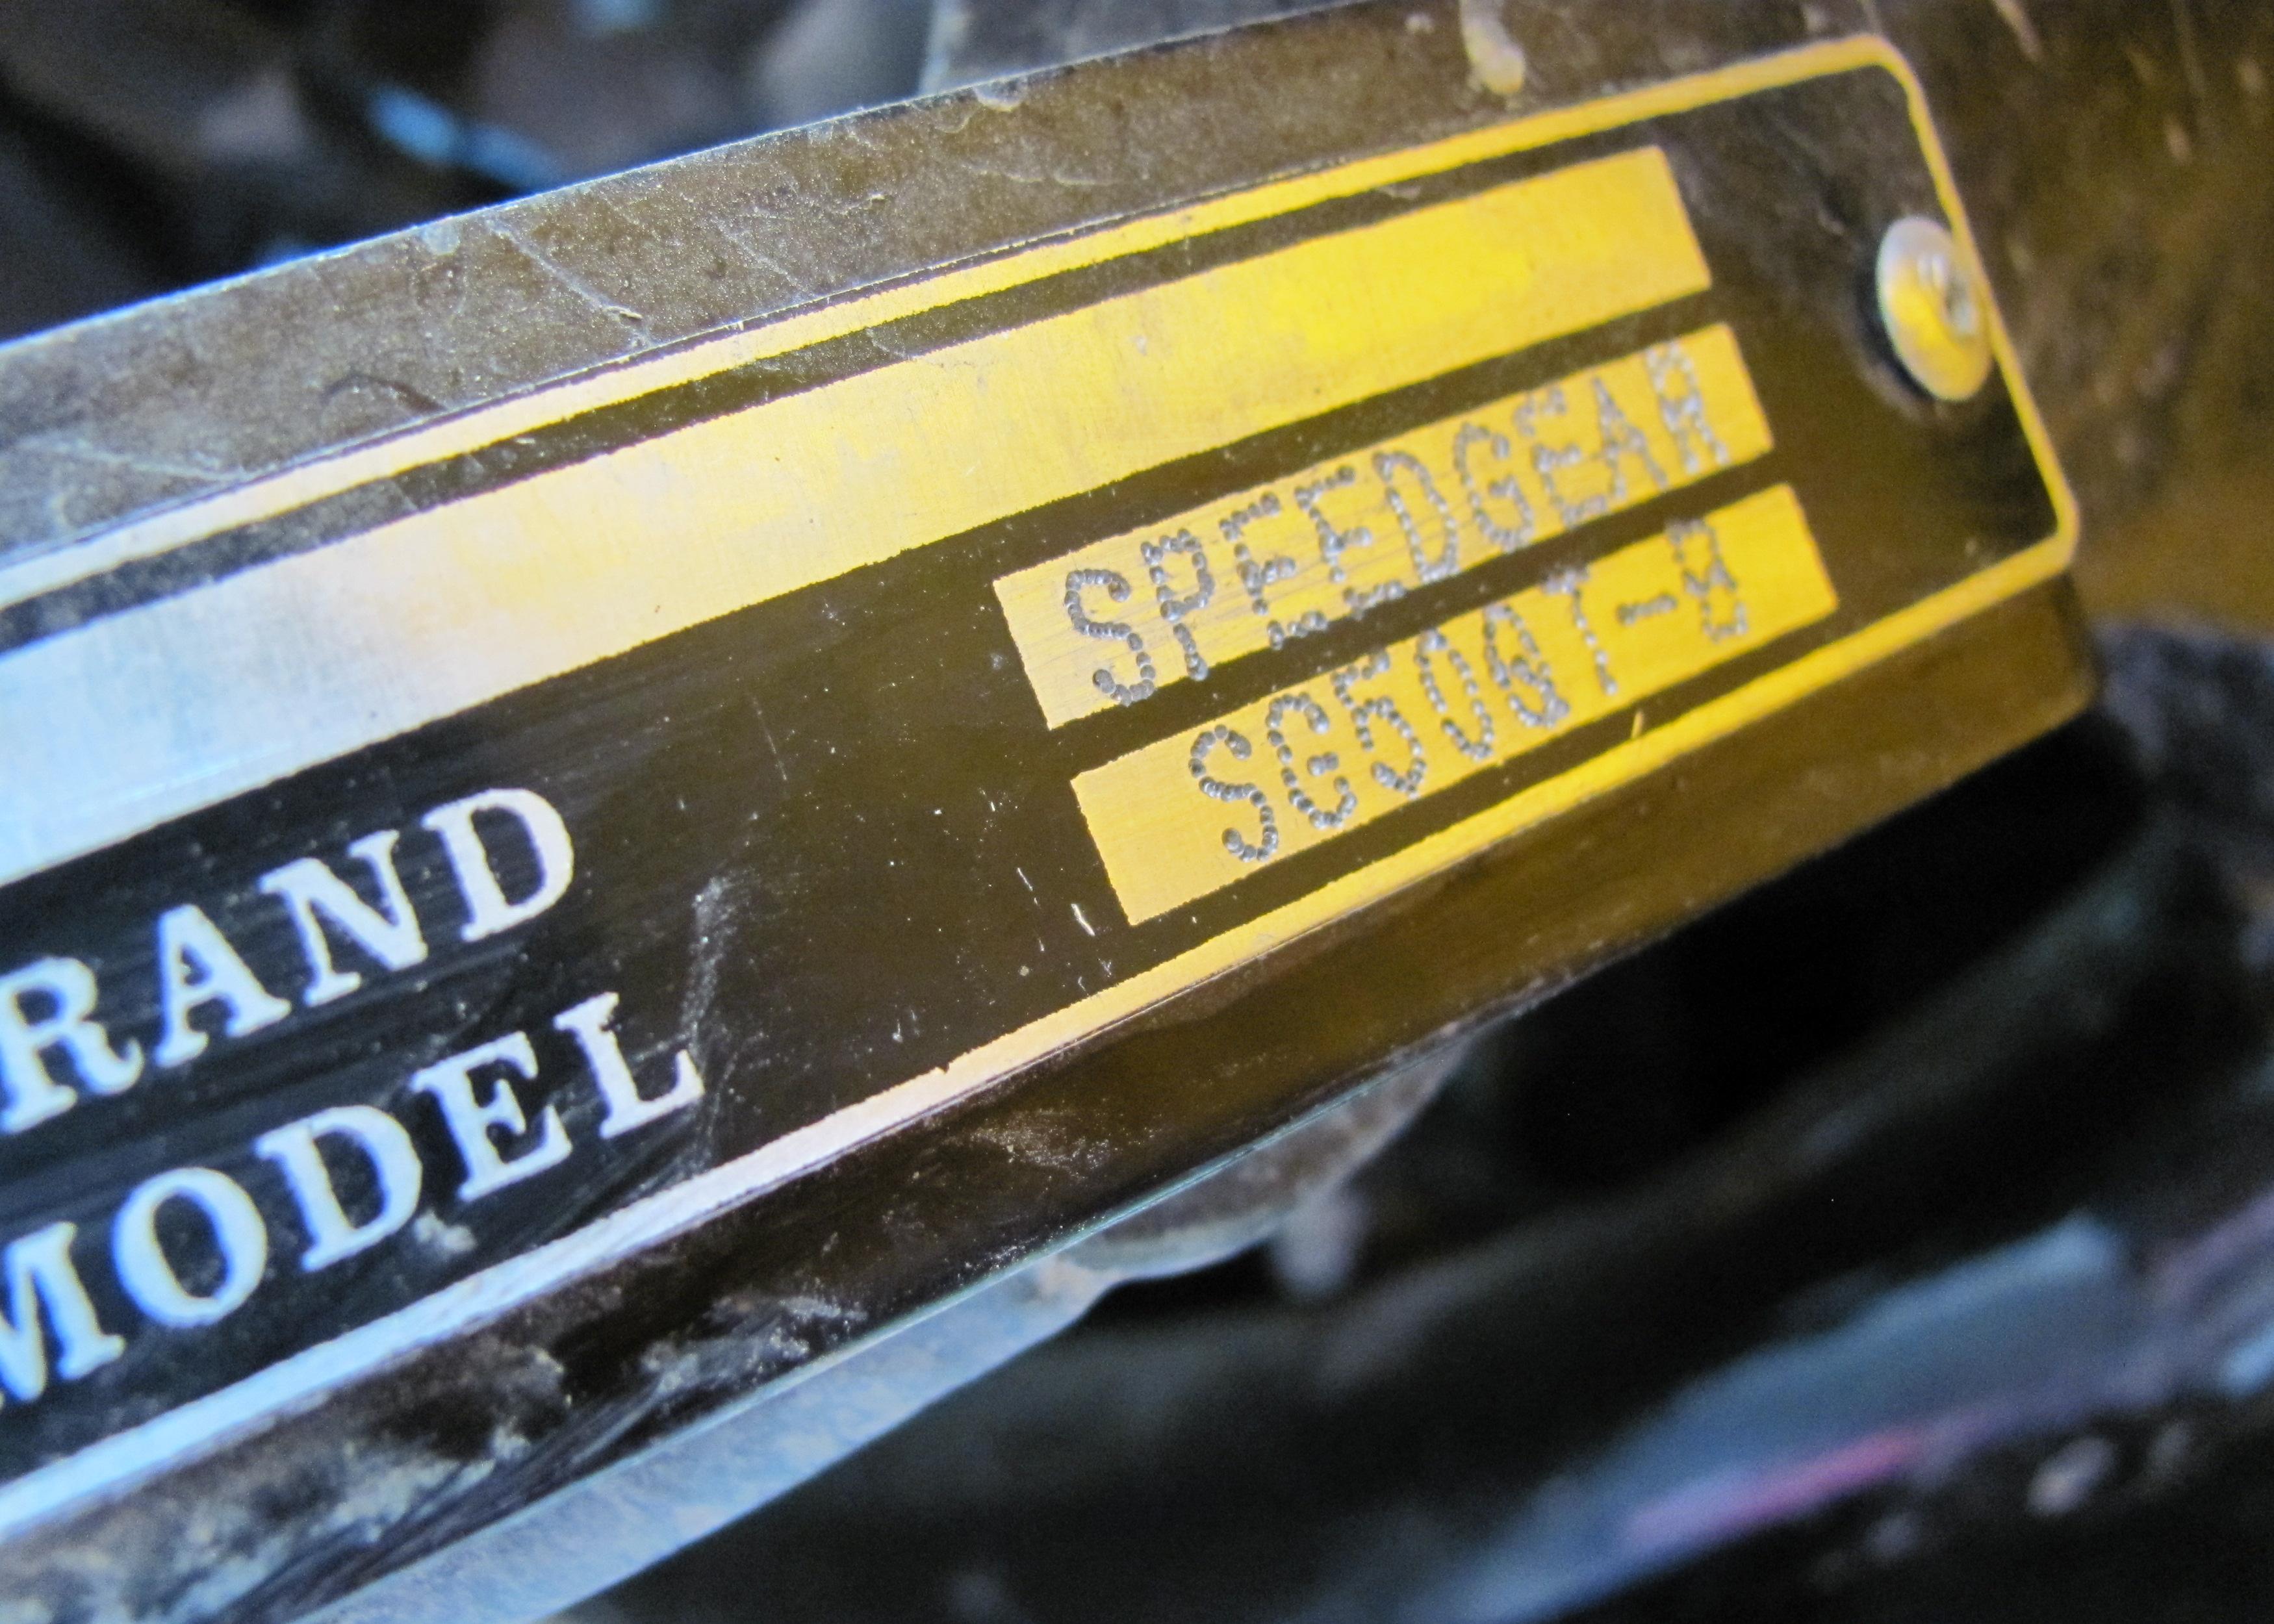 RAND SPEEDGEAR
MODEL SG50QT-8